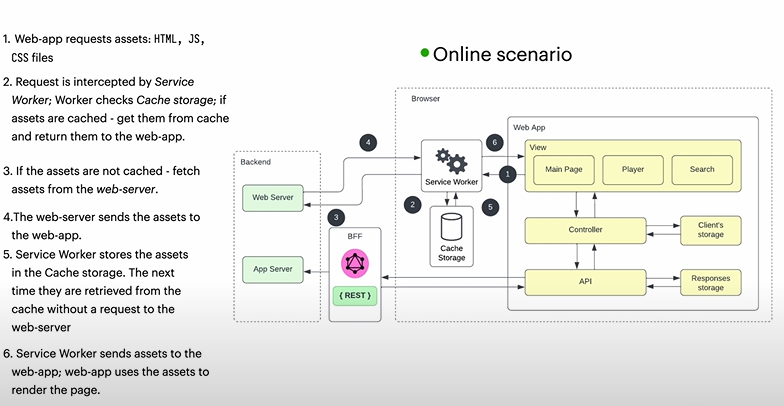 1. Web-app requests assets: HTML, JS,
CSS files
2. Request is intercepted by Service
Worker; Worker checks Cache storage; if
assets are cached - get them from cache
and return them to the web-app.
3. If the assets are not cached - fetch
assets from the web-server.
4.The web-server sends the assets to
the web-app.
5. Service Worker stores the assets
in the Cache storage. The next
time they are retrieved from the
cache without a request to the
web-server
6. Service Worker sends assets to the
web-app; web-app uses the assets to
render the page.
Online scenario
Browser
Web App
View
Main Page
Player
Search
4
6
1
Service Worker
Backend
Web Server
2
5
3
Cache
Storage
Controller
Client's
storage
BFF
App Server
{ REST }
API
Responses
storage